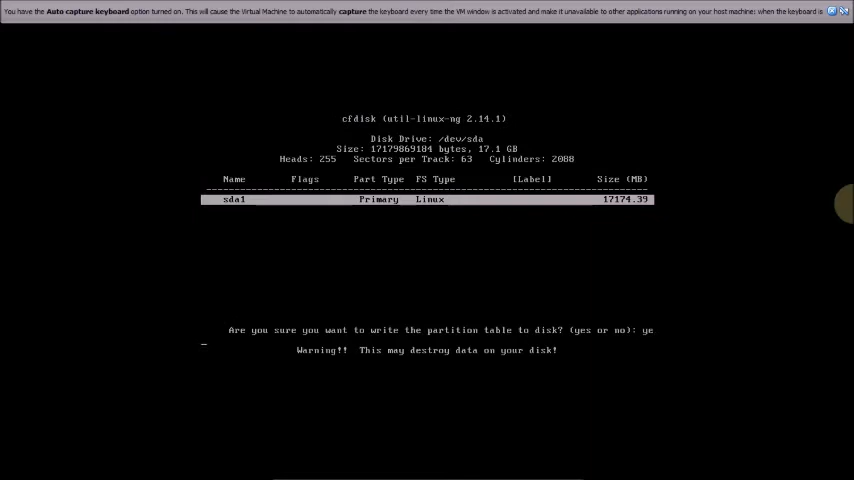 You have the Auto capture keyboard option turned on. This will cause the Virtual Machine to automatically capture the keyboard every time the VM window is activated and make it unavailable to other applications running on your host machine: when the keyboard is
cfdisk (util-linux-ng 2.14.1)
Disk Drive: /dev/sda
Size: 17179869184 bytes, 17.1 GB
Heads: 255 Sectors per Track: 63 Cylinders: 2088
Name Flags Part Type FS Type [Label] Size (MB)
sda1 Primary Linux 17174.39
Are you sure you want to write the partition table to disk? (yes or no): ye
Warning!! This may destroy data on your disk!